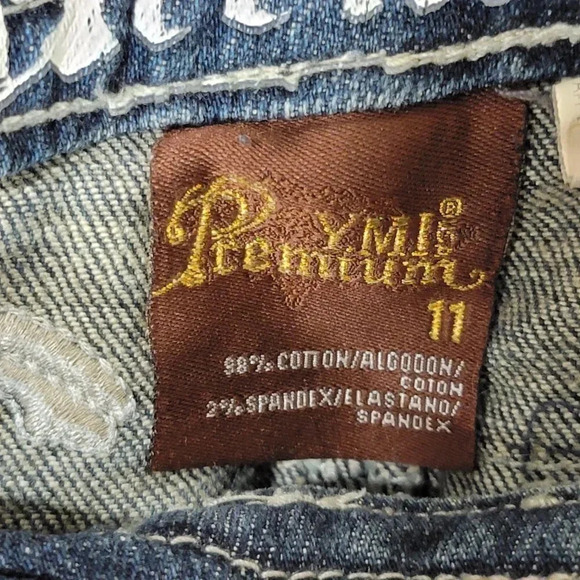 YMI®
Premium
11
98% COTTON/ALGODON/
COTON
2% SPANDEX/ELASTANO/
SPANDEX